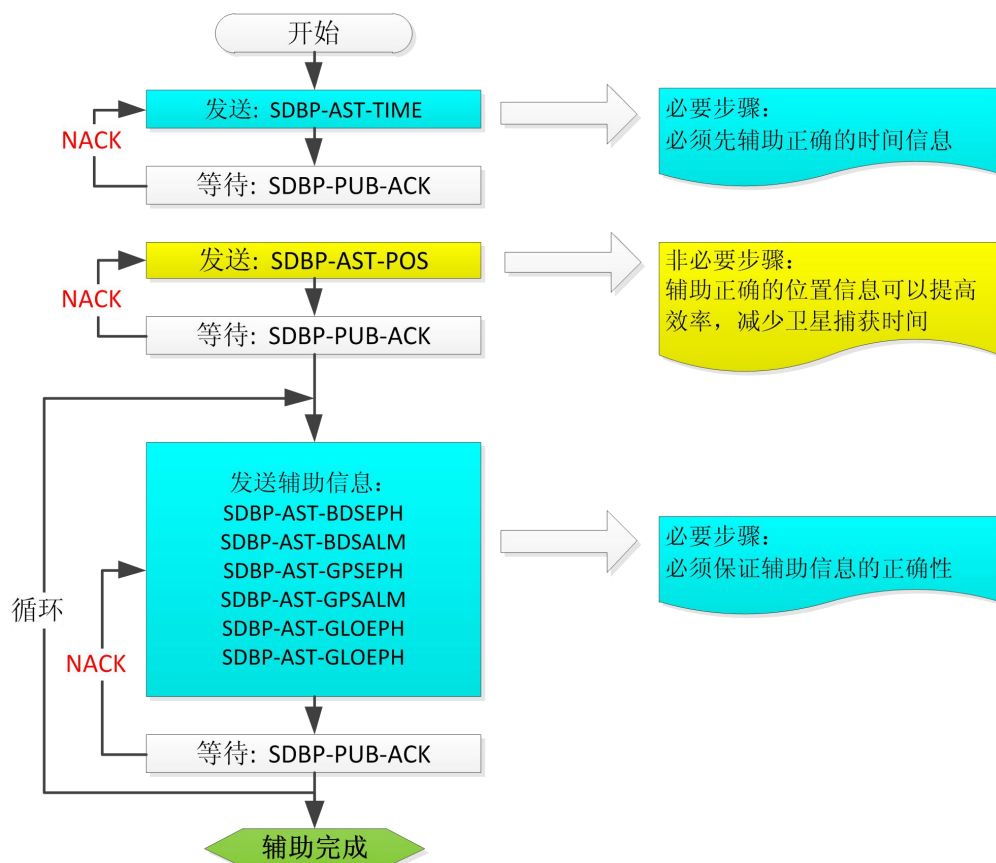 开始
发送: SDBP-AST-TIME
NACK
等待: SDBP-PUB-ACK
必要步骤：
必须先辅助正确的时间信息
发送: SDBP-AST-POS
NACK
等待: SDBP-PUB-ACK
非必要步骤：
辅助正确的位置信息可以提高
效率，减少卫星捕获时间
发送辅助信息：
SDBP-AST-BDSEPH
SDBP-AST-BDSALM
SDBP-AST-GPSEPH
SDBP-AST-GPSALM
SDBP-AST-GLOEPH
SDBP-AST-GLOEPH
循环
NACK
必要步骤：
必须保证辅助信息的正确性
等待: SDBP-PUB-ACK
辅助完成